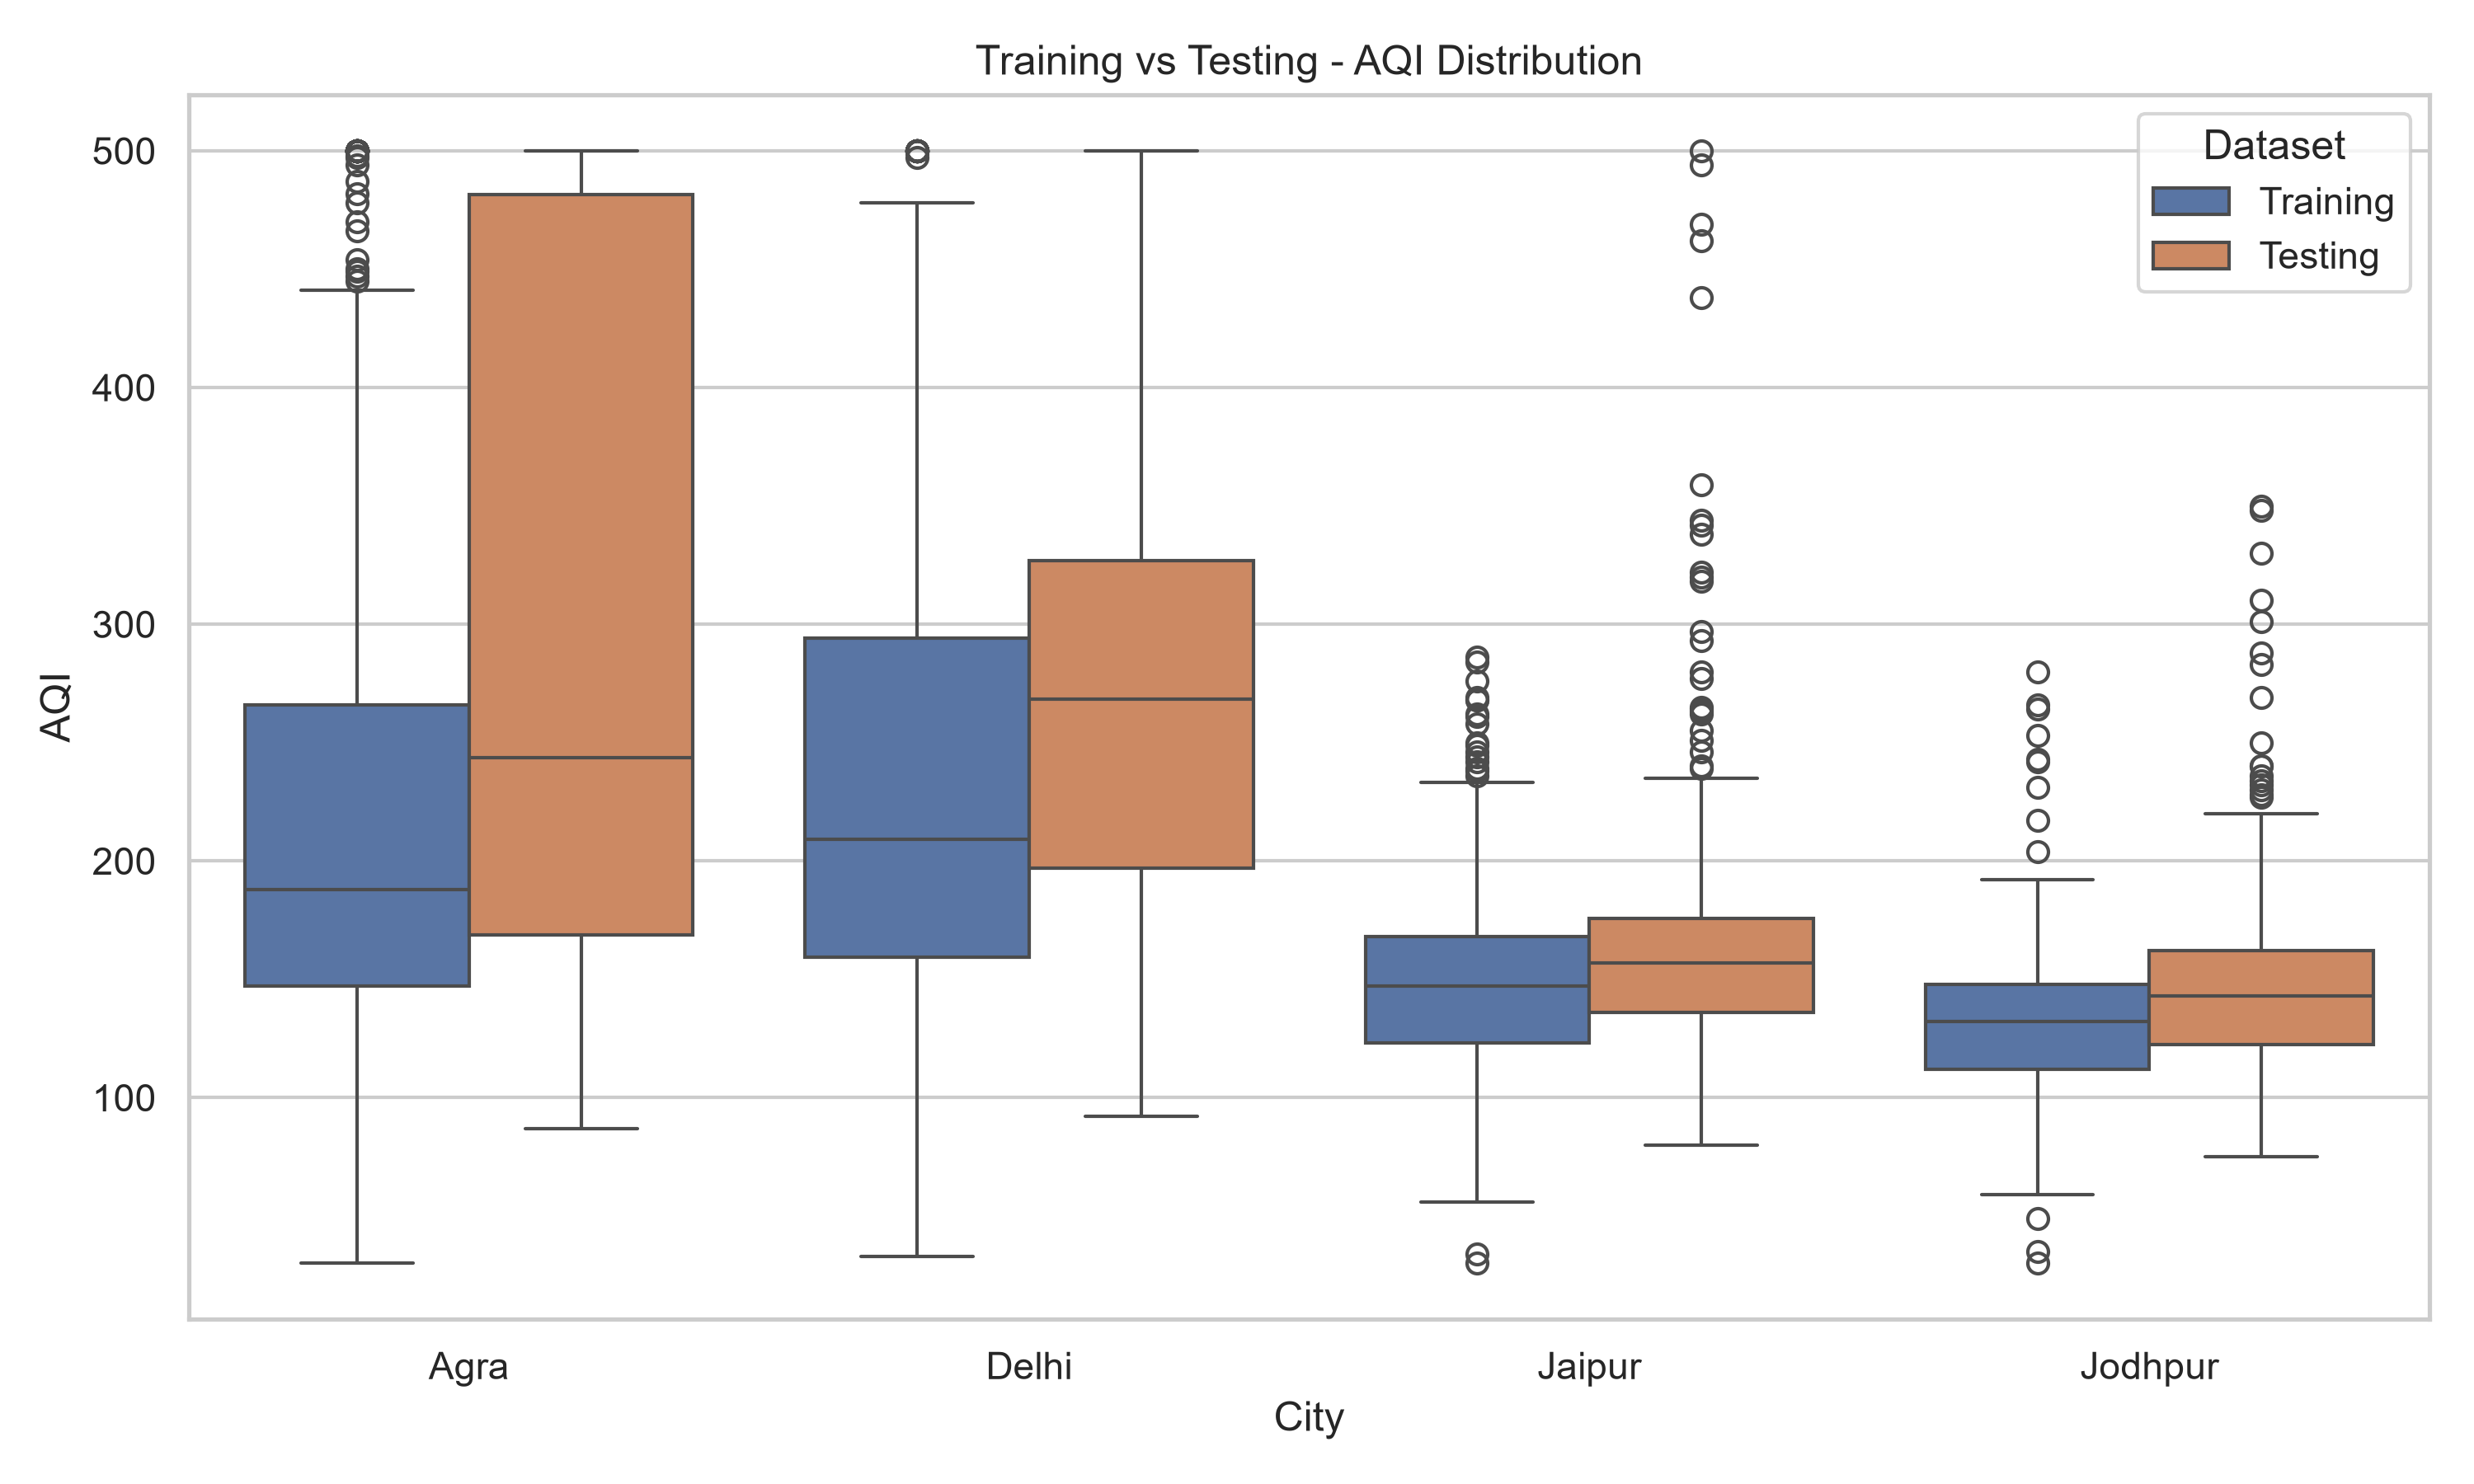 Training vs Testing - AQI Distribution
Dataset
Training
Testing
500
400
300
200
100
AQI
Agra
Delhi
Jaipur
Jodhpur
City